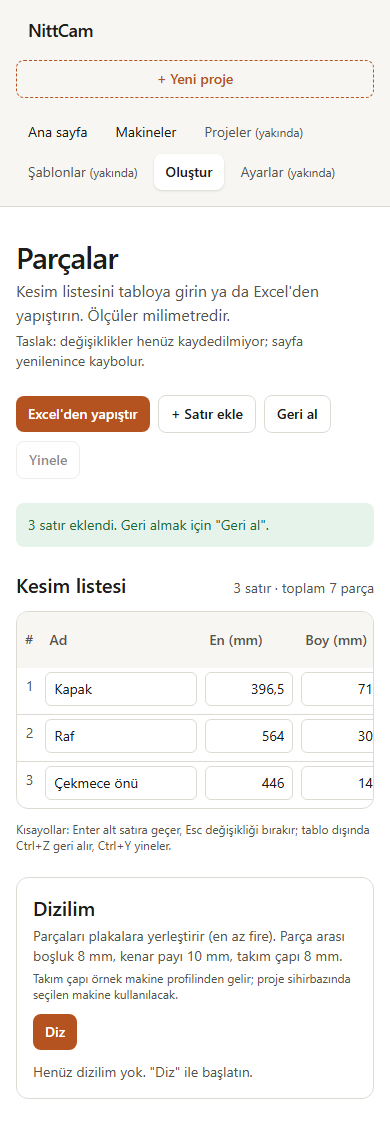 NittCam
+ Yeni proje
Ana sayfa Makineler Projeler (yakında)
Şablonlar (yakında) Oluştur Ayarlar (yakında)
Parçalar
Kesim listesini tabloya girin ya da Excel'den
yapıştırın. Ölçüler milimetredir.
Taslak: değişiklikler henüz kaydedilmiyor; sayfa
yenilenince kaybolur.
Excel'den yapıştır + Satır ekle Geri al
Yinele
3 satır eklendi. Geri almak için "Geri al".
Kesim listesi 3 satır · toplam 7 parça
# Ad En (mm) Boy (mm)
1 Kapak 396,5 71
2 Raf 564 30
3 Çekmece önü 446 14
Kısayollar: Enter alt satıra geçer, Esc değişikliği bırakır; tablo dışında
Ctrl+Z geri alır, Ctrl+Y yineler.
Dizilim
Parçaları plakalara yerleştirir (en az fire). Parça arası
boşluk 8 mm, kenar payı 10 mm, takım çapı 8 mm.
Takım çapı örnek makine profilinden gelir; proje sihirbazında
seçilen makine kullanılacak.
Diz
Henüz dizilim yok. "Diz" ile başlatın.